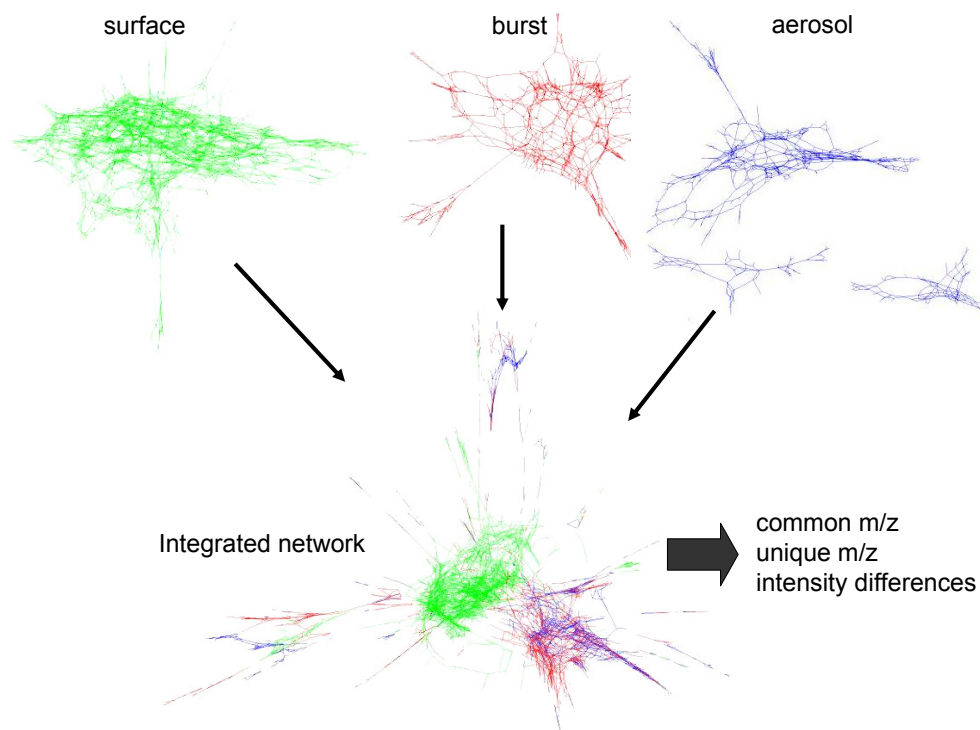 surface
burst
aerosol
Integrated network
common m/z
unique m/z
intensity differences